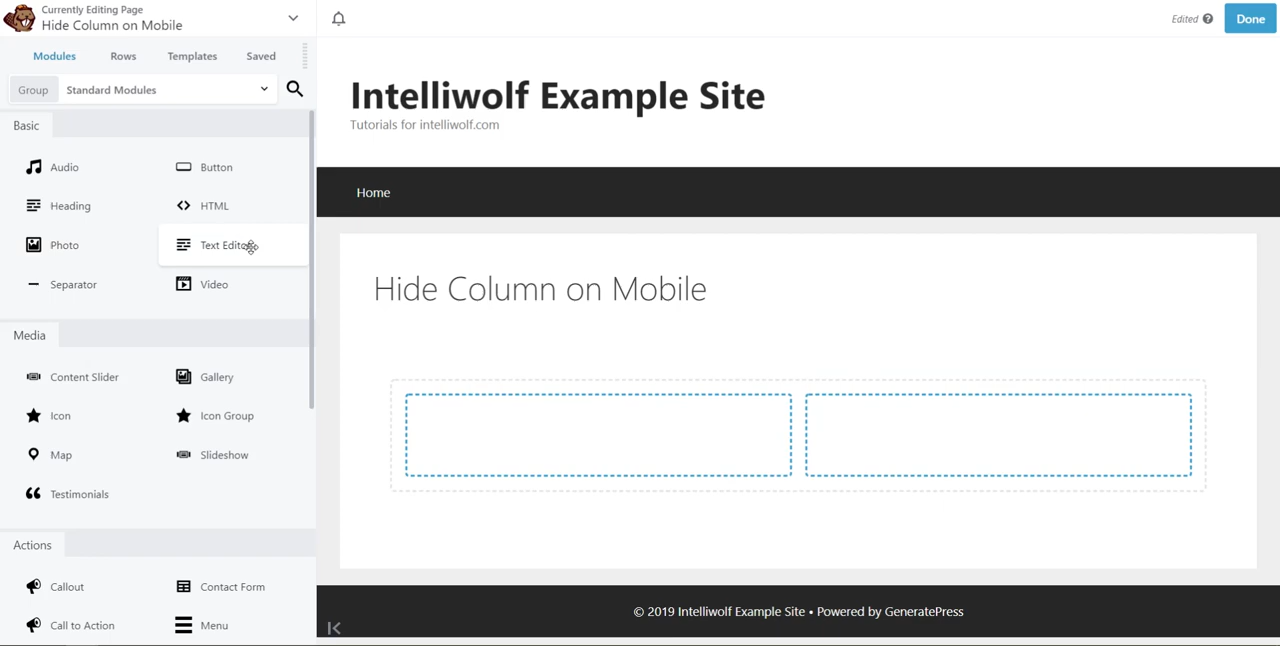 Currently Editing Page
Hide Column on Mobile
Edited
Done
Modules Rows Templates Saved
Group Standard Modules
Basic
Audio Button
Heading HTML
Photo Text Editor
Separator Video
Media
Content Slider Gallery
Icon Icon Group
Map Slideshow
Testimonials
Actions
Callout Contact Form
Call to Action Menu
Intelliwolf Example Site
Tutorials for intelliwolf.com
Home
Hide Column on Mobile
© 2019 Intelliwolf Example Site • Powered by GeneratePress